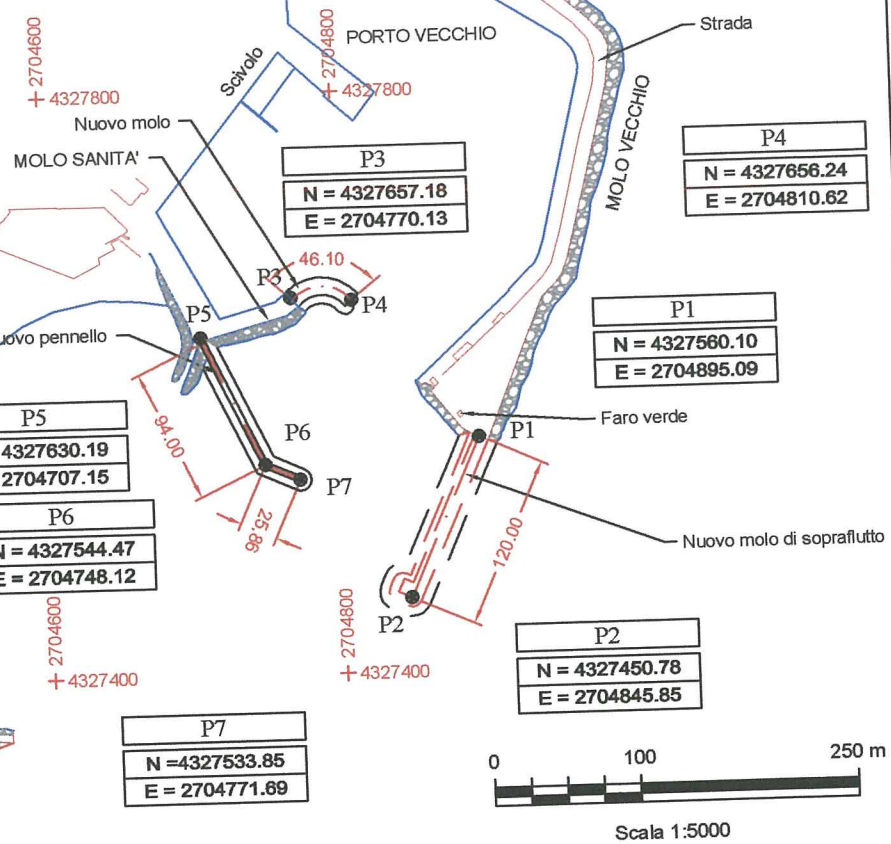 2704600
4327800
2704800
4327800
PORTO VECCHIO
Strada
Scivolo
Nuovo molo
MOLO SANITA'
MOLO VECCHIO
P3
N = 4327657.18
E = 2704770.13
P4
N = 4327656.24
E = 2704810.62
46.10
P3
P4
P5
uovo pennello
P1
N = 4327560.10
E = 2704895.09
Faro verde
P1
P5
4327630.19
2704707.15
94.00
P6
P7
25.86
P6
N = 4327544.47
E = 2704748.12
120.00
Nuovo molo di sopraflutto
P2
2704600
4327400
2704800
4327400
P2
N = 4327450.78
E = 2704845.85
P7
N =4327533.85
E = 2704771.69
0
100
250 m
Scala 1:5000